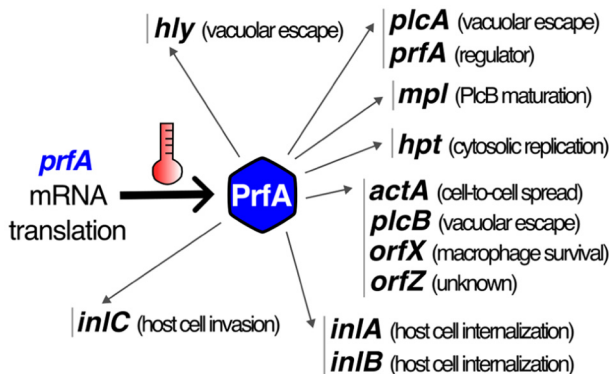 hly (vacuolar escape)
plcA (vacuolar escape)
prfA (regulator)
mpl (PlcB maturation)
hpt (cytosolic replication)
prfA
mRNA
translation
PrfA
actA (cell-to-cell spread)
plcB (vacuolar escape)
orfX (macrophage survival)
orfZ (unknown)
inlC (host cell invasion)
inlA (host cell internalization)
inlB (host cell internalization)